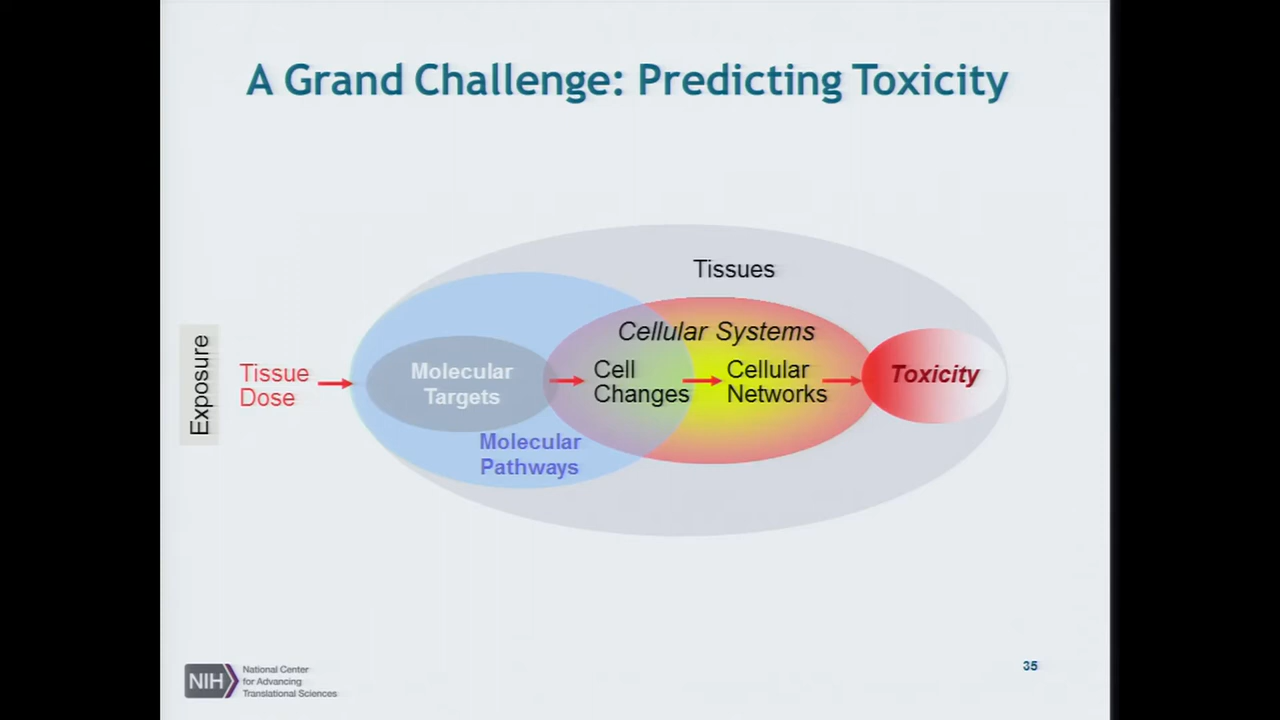 A Grand Challenge: Predicting Toxicity
Tissues
Cellular Systems
Exposure
Tissue
Dose
Molecular
Targets
Cell
Changes
Cellular
Networks
Toxicity
Molecular
Pathways
NIH
National Center
for Advancing
Translational Sciences
35